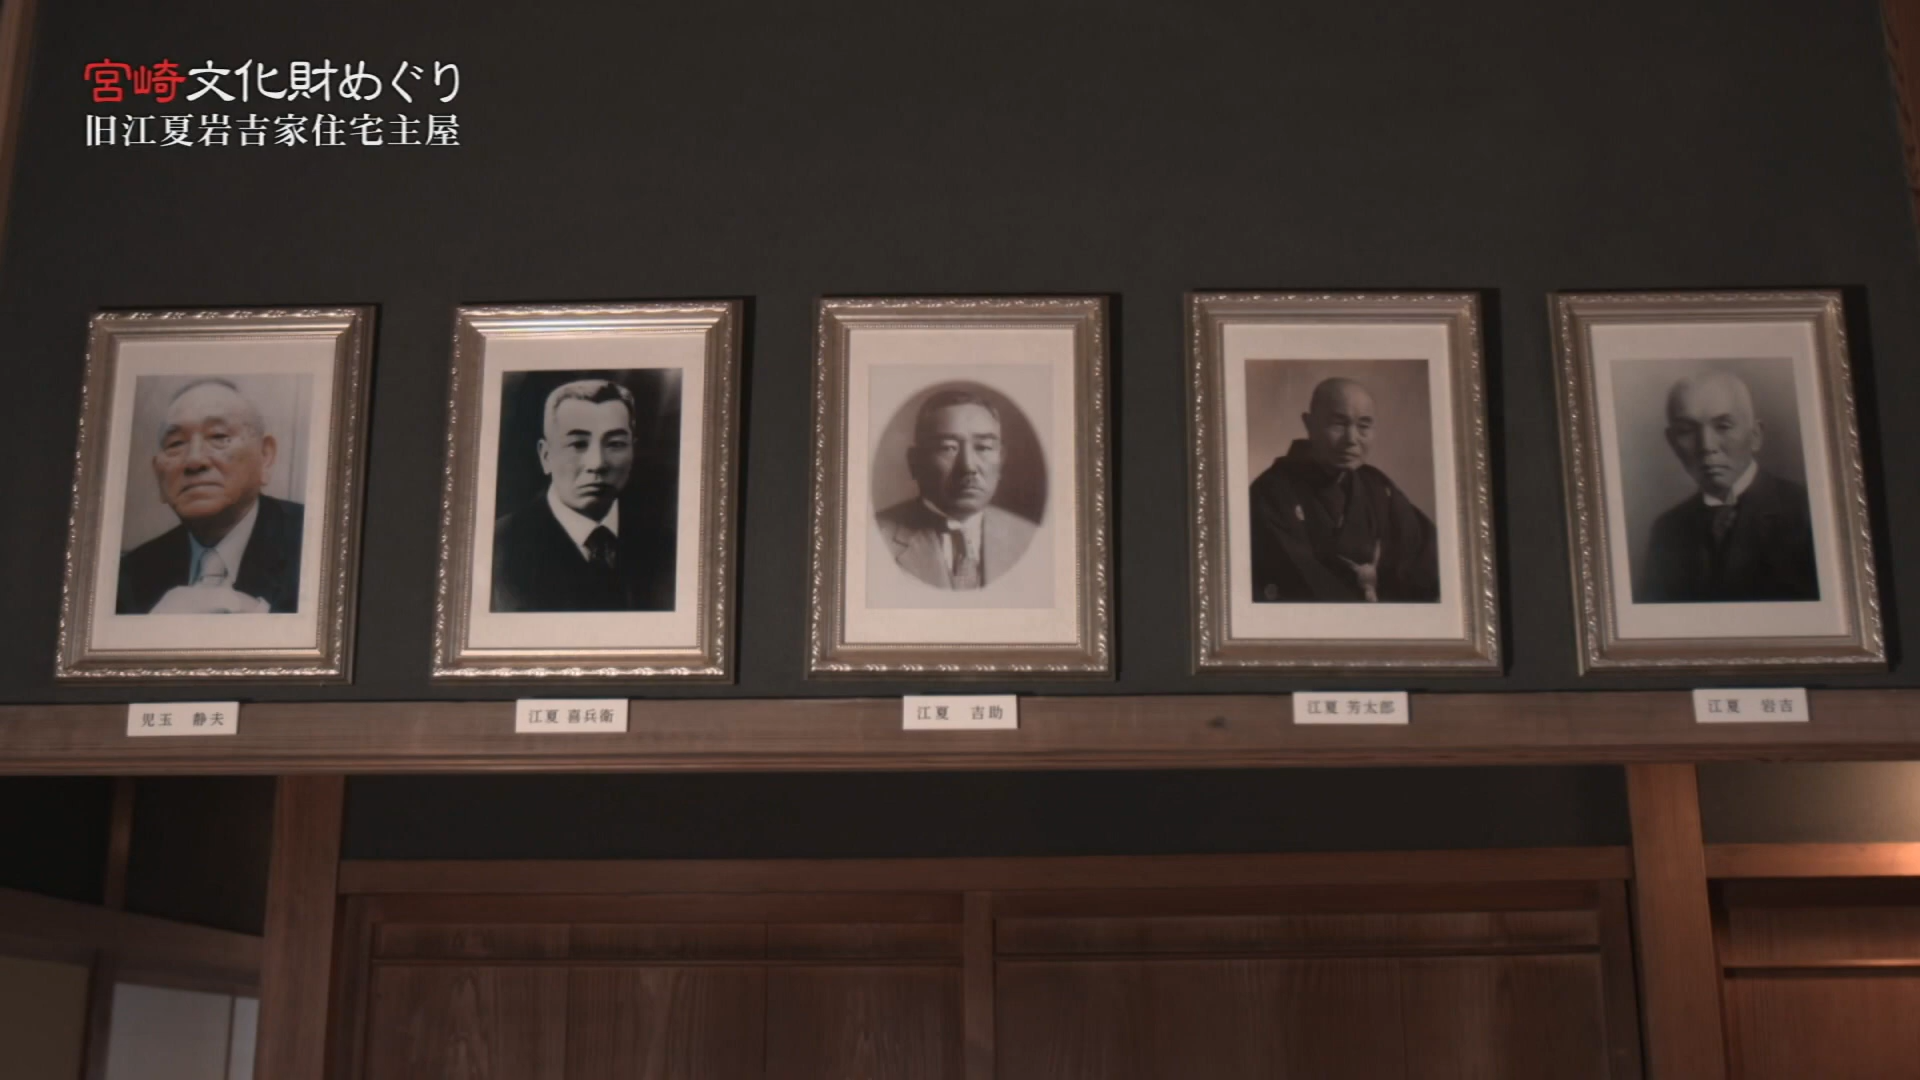 宮崎文化財めぐり
旧江夏岩吉家住宅主屋
児玉　静夫
江夏 喜兵衛
江夏　吉助
江夏 芳太郎
江夏　岩吉